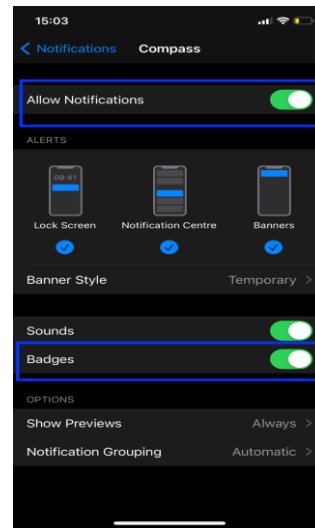 15:03
Notifications Compass
Allow Notifications
ALERTS
09:41
Lock Screen Notification Centre Banners
Banner Style Temporary
Sounds
Badges
OPTIONS
Show Previews Always
Notification Grouping Automatic